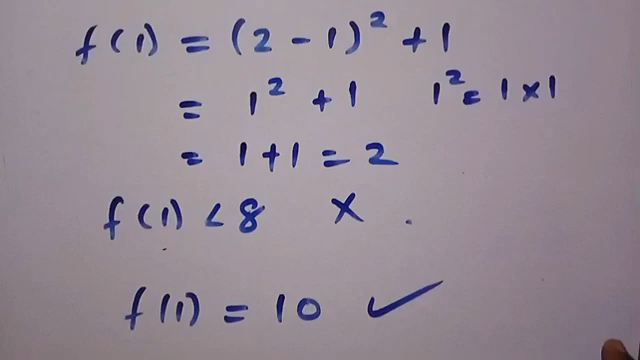 f(1) = (2 - 1)² + 1
= 1² + 1 1² = 1 × 1
= 1 + 1 = 2
f(1) < 8 ×
f(1) = 10 ✓